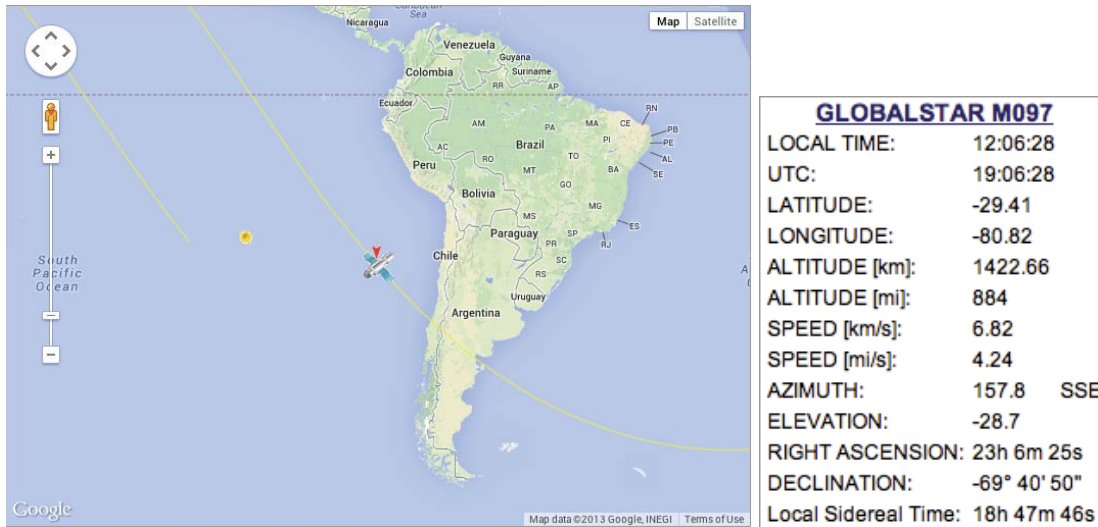 Caribbean
Sea
Nicaragua
Map Satellite
Venezuela
Guyana
Suriname
Colombia
RR AP
Ecuador
RN
AM PA MA CE
PB
PI
PE
AC Brazil
AL
RO TO
SE
Peru MT BA
GO
Bolivia
MG
MS
ES
Paraguay SP
RJ
PR
Chile SC
RS
South
Pacific
Ocean
A
Uruguay
Argentina
Google
Map data ©2013 Google, INEGI Terms of Use
GLOBALSTAR M097
LOCAL TIME: 12:06:28
UTC: 19:06:28
LATITUDE: -29.41
LONGITUDE: -80.82
ALTITUDE [km]: 1422.66
ALTITUDE [mi]: 884
SPEED [km/s]: 6.82
SPEED [mi/s]: 4.24
AZIMUTH: 157.8 SSE
ELEVATION: -28.7
RIGHT ASCENSION: 23h 6m 25s
DECLINATION: -69° 40' 50"
Local Sidereal Time: 18h 47m 46s